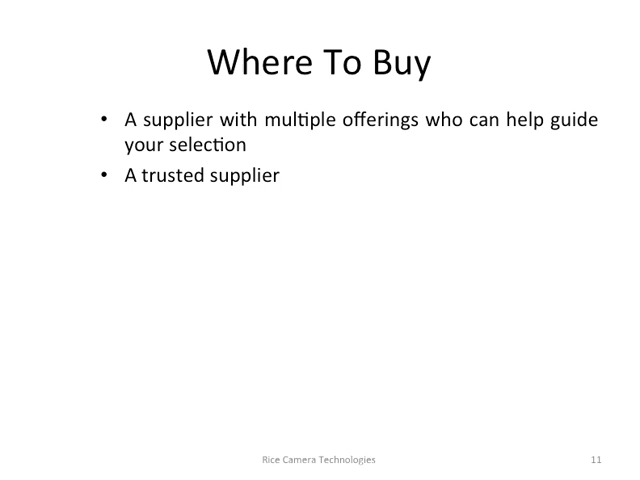 Where To Buy
• A supplier with multiple offerings who can help guide
your selection
• A trusted supplier
Rice Camera Technologies
11